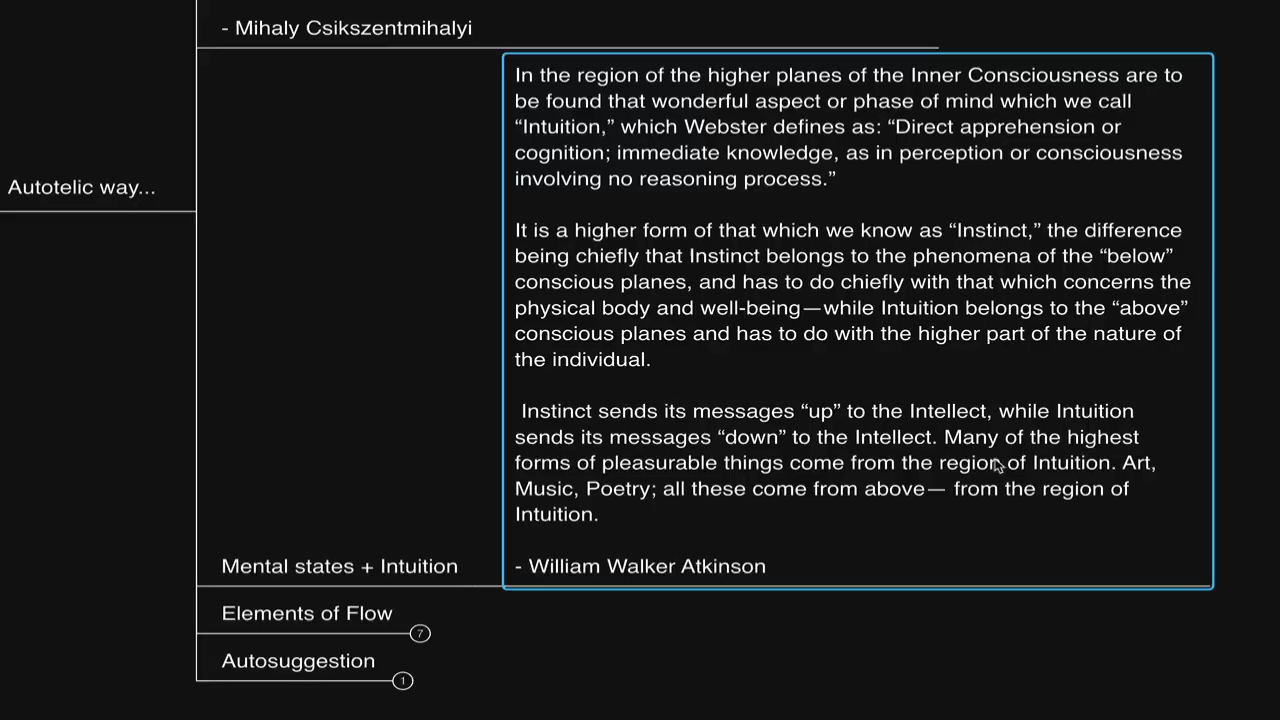 - Mihaly Csikszentmihalyi
Autotelic way...
In the region of the higher planes of the Inner Consciousness are to
be found that wonderful aspect or phase of mind which we call
“Intuition,” which Webster defines as: “Direct apprehension or
cognition; immediate knowledge, as in perception or consciousness
involving no reasoning process.”
It is a higher form of that which we know as “Instinct,” the difference
being chiefly that Instinct belongs to the phenomena of the “below”
conscious planes, and has to do chiefly with that which concerns the
physical body and well-being—while Intuition belongs to the “above”
conscious planes and has to do with the higher part of the nature of
the individual.
Instinct sends its messages “up” to the Intellect, while Intuition
sends its messages “down” to the Intellect. Many of the highest
forms of pleasurable things come from the region of Intuition. Art,
Music, Poetry; all these come from above— from the region of
Intuition.
- William Walker Atkinson
Mental states + Intuition
Elements of Flow
7
Autosuggestion
1